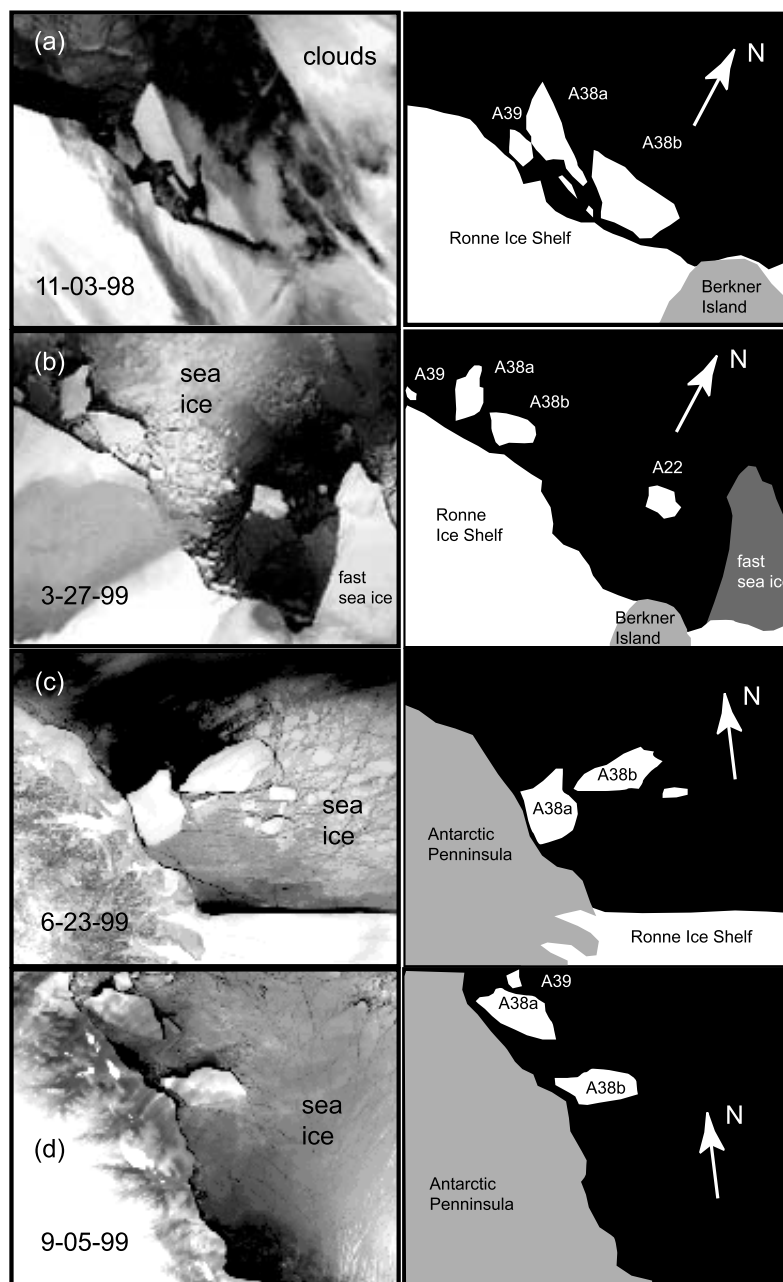 (a)
clouds
11-03-98
N
A38a
A39
A38b
Ronne Ice Shelf
Berkner
Island
(b)
sea
ice
3-27-99
fast
sea ice
N
A39
A38a
A38b
A22
Ronne
Ice Shelf
fast
sea ic
Berkner
Island
(c)
sea
ice
6-23-99
N
A38b
A38a
Antarctic
Penninsula
Ronne Ice Shelf
sea
ice
(d)
9-05-99
A39
A38a
A38b
N
Antarctic
Penninsula